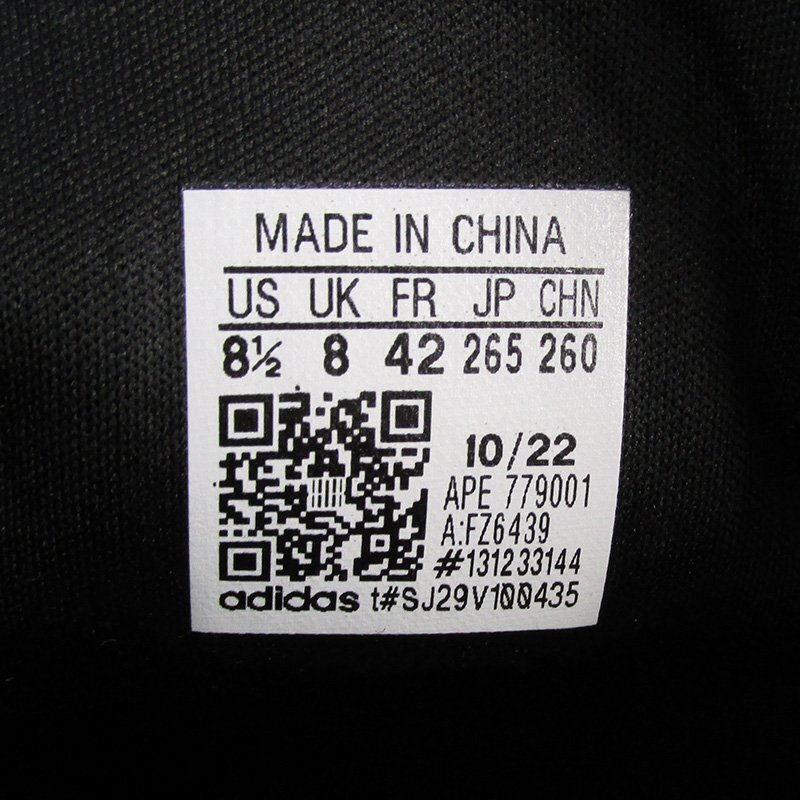 MADE IN CHINA
US UK FR JP CHN
8½ 8 42 265 260
10/22
APE 779001
A:FZ6439
#131233144
adidas t#SJ29V100435